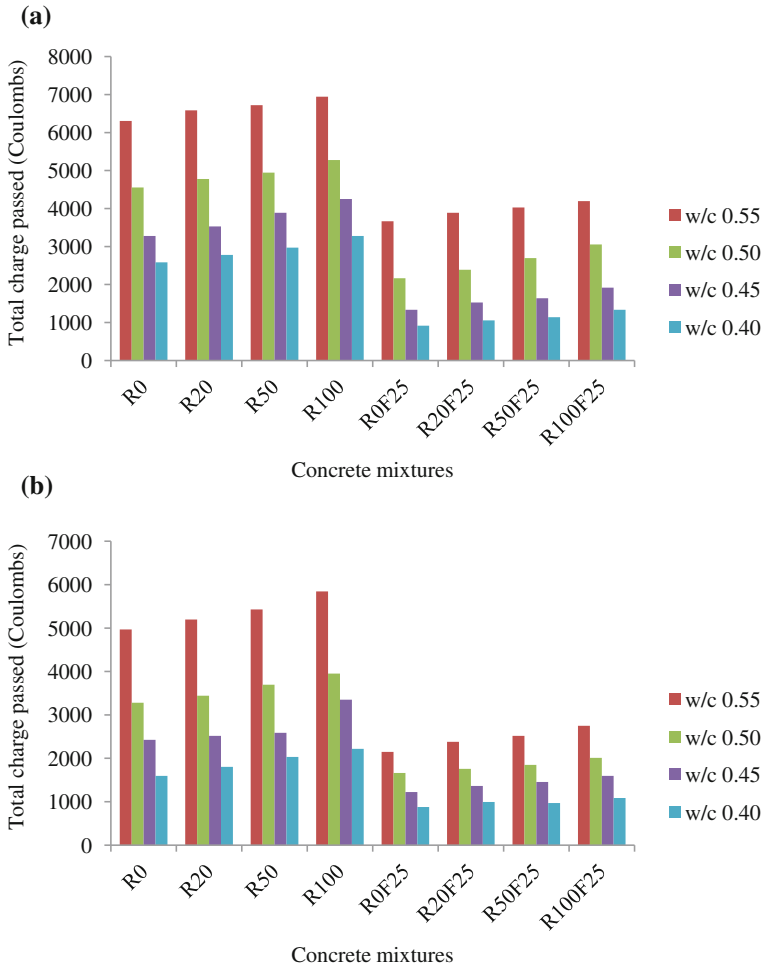 (a)
Total charge passed (Coulombs)
8000
7000
6000
5000
4000
3000
2000
1000
0
R0
R20
R50
R100
R0F25
R20F25
R50F25
R100F25
Concrete mixtures
w/c 0.55
w/c 0.50
w/c 0.45
w/c 0.40
(b)
Total charge passed (Coulombs)
7000
6000
5000
4000
3000
2000
1000
0
R0
R20
R50
R100
R0F25
R20F25
R50F25
R100F25
Concrete mixtures
w/c 0.55
w/c 0.50
w/c 0.45
w/c 0.40